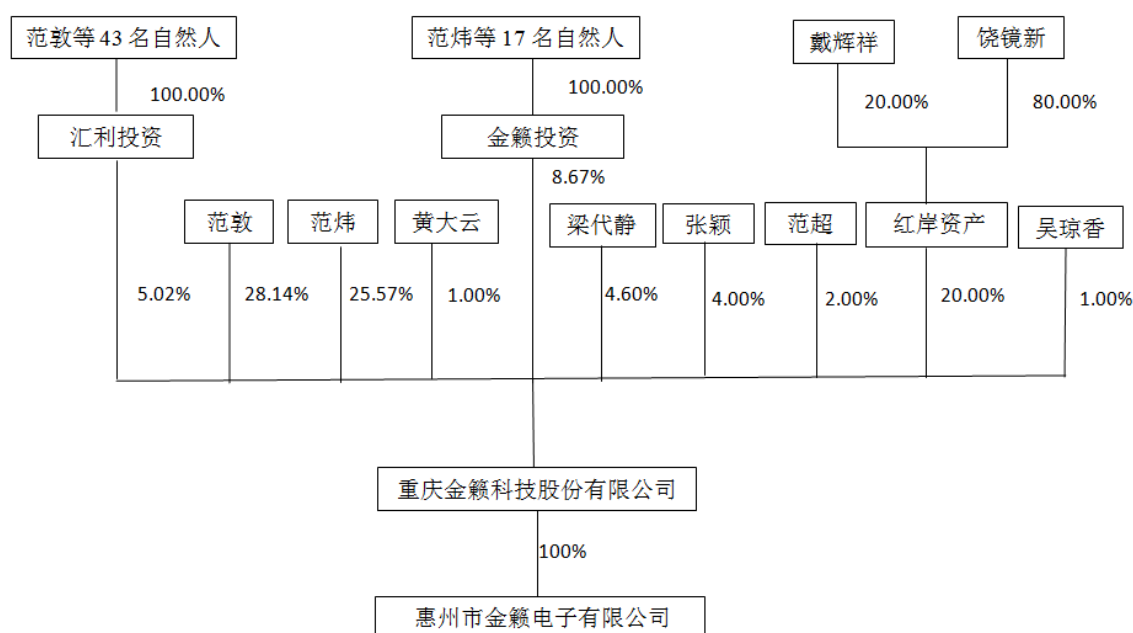 范敦等43名自然人
范炜等17名自然人
戴辉祥
饶镜新
100.00%
100.00%
20.00%
80.00%
汇利投资
金籁投资
8.67%
范敦
范炜
黄大云
梁代静
张颖
范超
红岸资产
吴琼香
5.02%
28.14%
25.57%
1.00%
4.60%
4.00%
2.00%
20.00%
1.00%
重庆金籁科技股份有限公司
100%
惠州市金籁电子有限公司